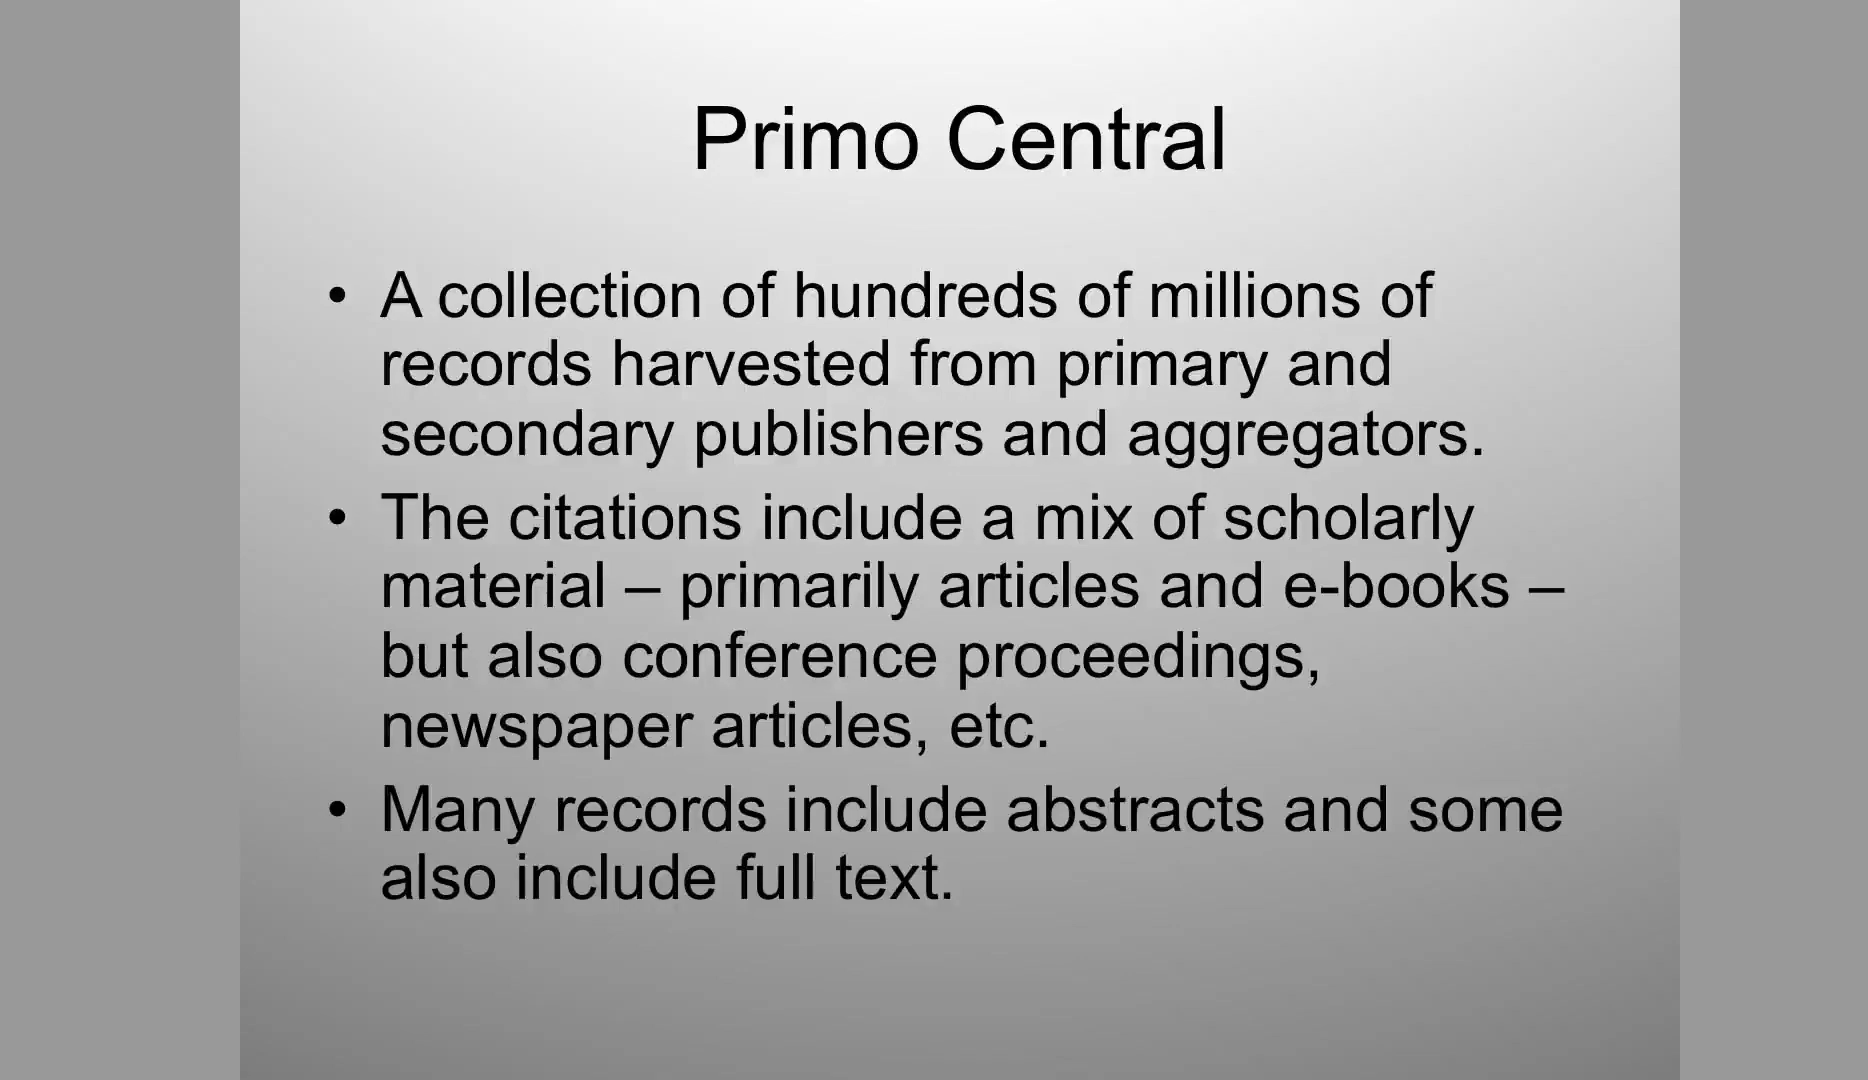 Primo Central
• A collection of hundreds of millions of
records harvested from primary and
secondary publishers and aggregators.
• The citations include a mix of scholarly
material – primarily articles and e-books –
but also conference proceedings,
newspaper articles, etc.
• Many records include abstracts and some
also include full text.